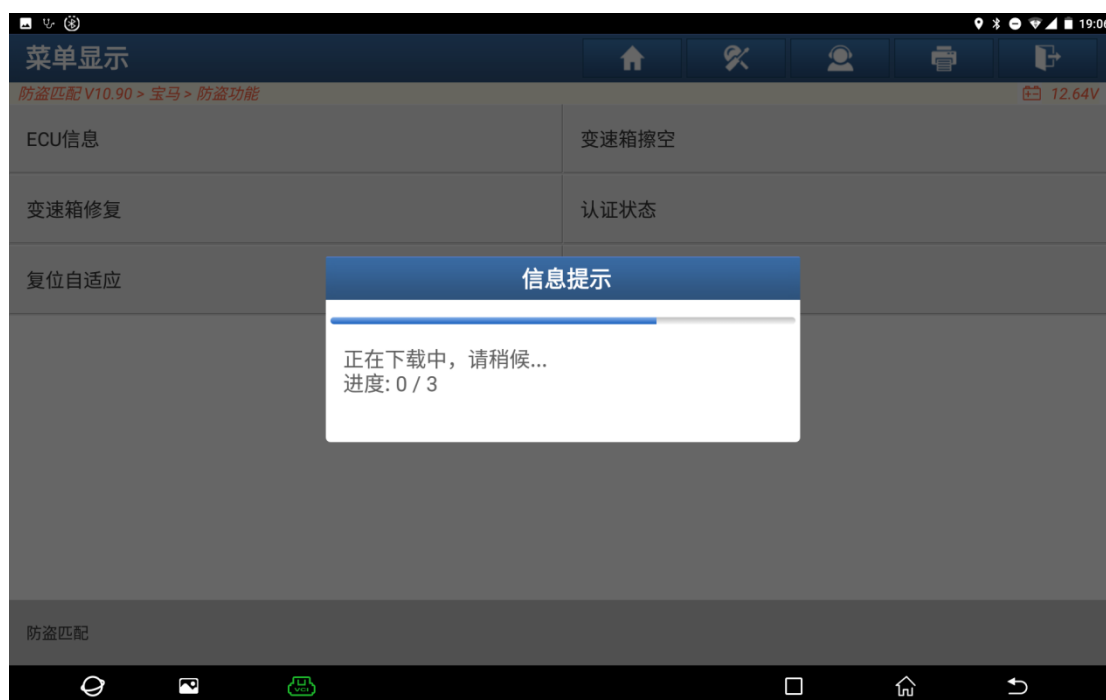 19:06
菜单显示
防盗匹配 V10.90 > 宝马 > 防盗功能
12.64V
ECU信息
变速箱擦空
变速箱修复
认证状态
复位自适应
信息提示
正在下载中，请稍候...
进度: 0 / 3
防盗匹配
VCI